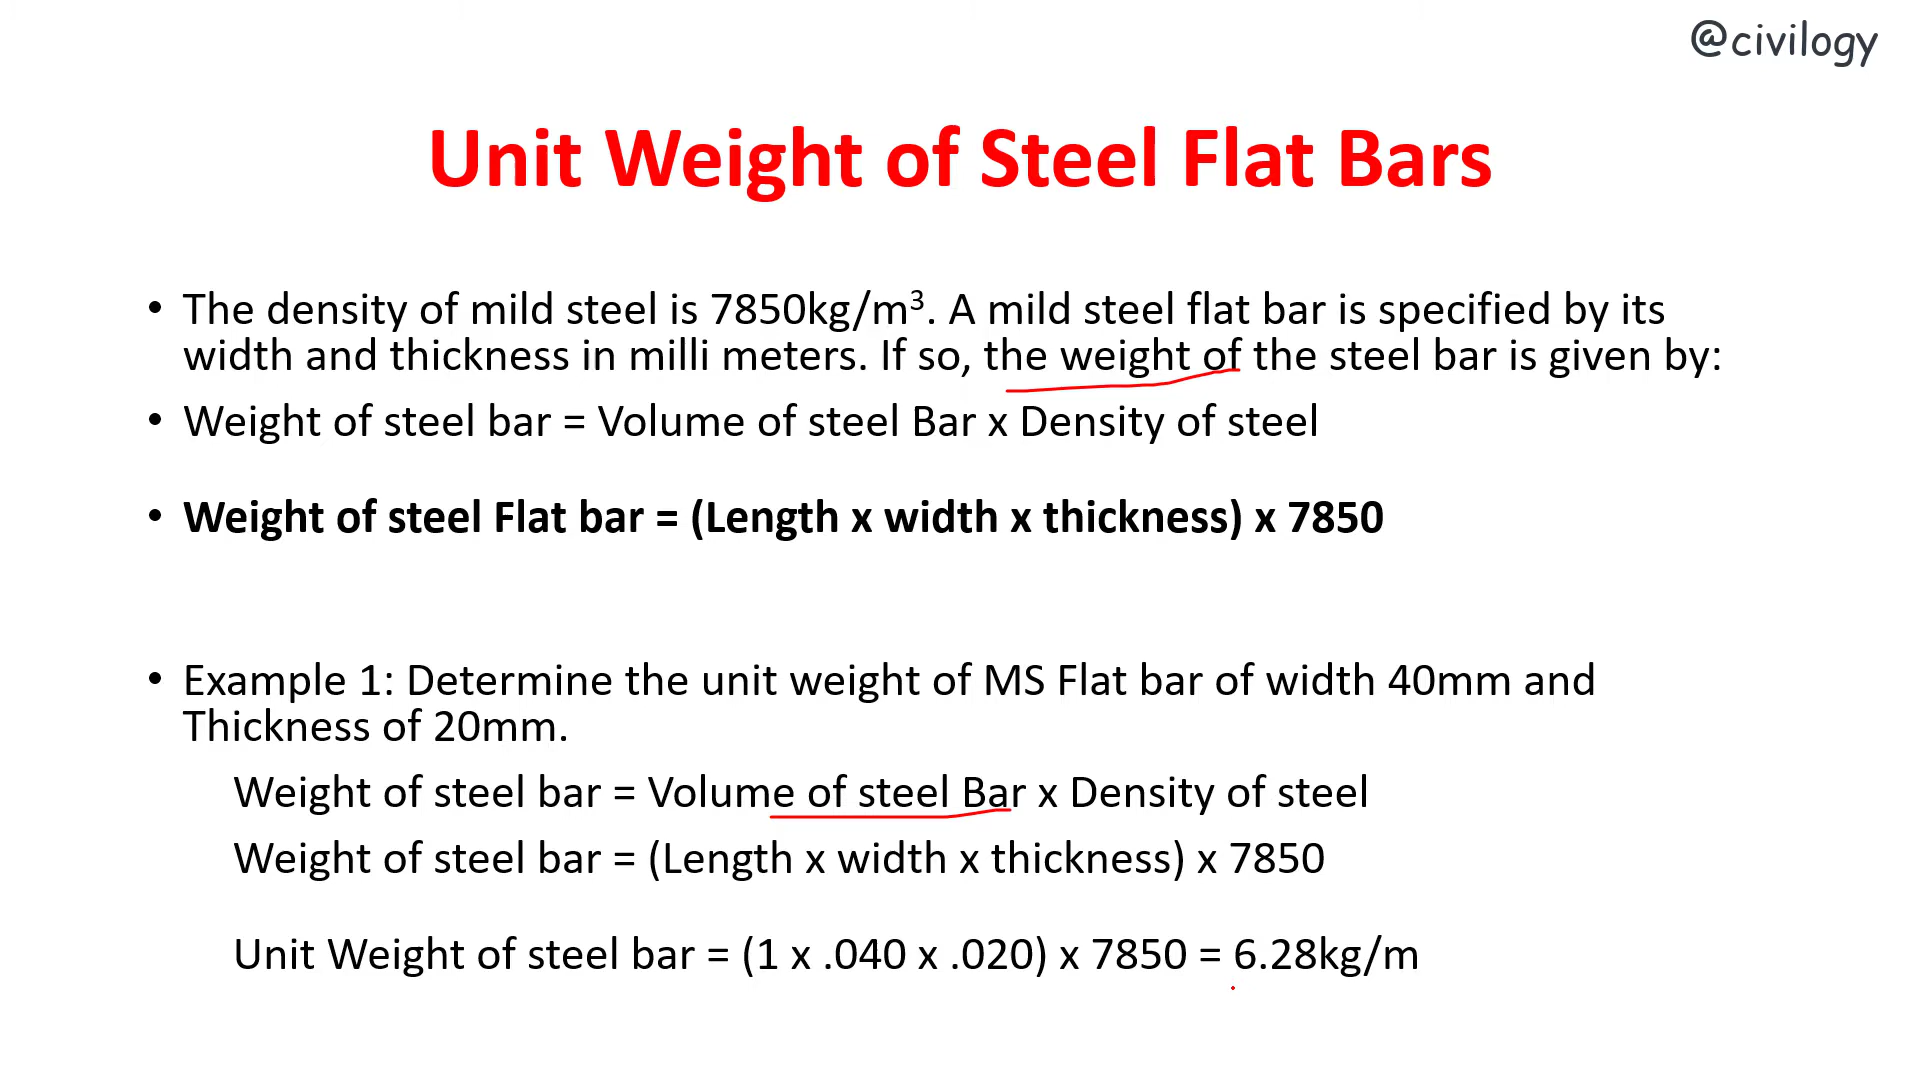 @civilogy
Unit Weight of Steel Flat Bars
• The density of mild steel is 7850kg/m³. A mild steel flat bar is specified by its
width and thickness in milli meters. If so, the weight of the steel bar is given by:
• Weight of steel bar = Volume of steel Bar x Density of steel
• Weight of steel Flat bar = (Length x width x thickness) x 7850
• Example 1: Determine the unit weight of MS Flat bar of width 40mm and
Thickness of 20mm.
Weight of steel bar = Volume of steel Bar x Density of steel
Weight of steel bar = (Length x width x thickness) x 7850
Unit Weight of steel bar = (1 x .040 x .020) x 7850 = 6.28kg/m